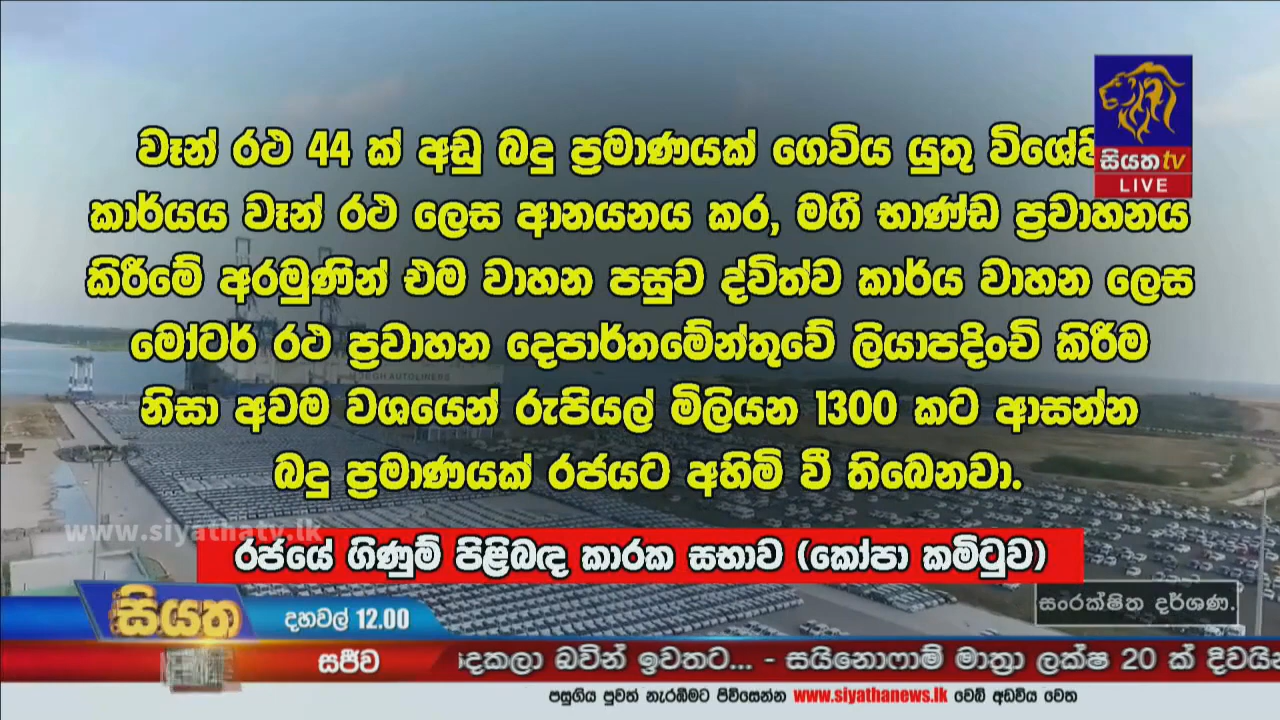 වෑන් රථ 44 ක් අඩු බදු ප්‍රමාණයක් ගෙවිය යුතු
සියත tv
LIVE
කාර්යය වෑන් රථ ලෙස ආනයනය කර, මගී භාණ්ඩ ප්‍රවාහනය
කිරීමේ අරමුණින් එම වාහන පසුව ද්විත්ව කාර්ය වාහන ලෙස
මෝටර් රථ ප්‍රවාහන දෙපාර්තමේන්තුවේ ලියාපදිංචි කිරීම
නිසා අවම වශයෙන් රුපියල් මිලියන 1300 කට ආසන්න
බදු ප්‍රමාණයක් රජයට අහිමි වී තිබෙනවා.
www.siyathatv.lk
රජයේ ගිණුම් පිළිබඳ කාරක සභාව (කෝපා කමිටුව)
සංරක්ෂිත දර්ශණ.
සියත
දහවල් 12.00
සජීව
බවින් ඉවතට... - සයිනොෆාම් මාත්‍රා ලක්ෂ 20 ක්
පසුගිය පුවත් නැරඹීමට පිවිසෙන්න www.siyathanews.lk වෙබ් අඩවිය වෙත